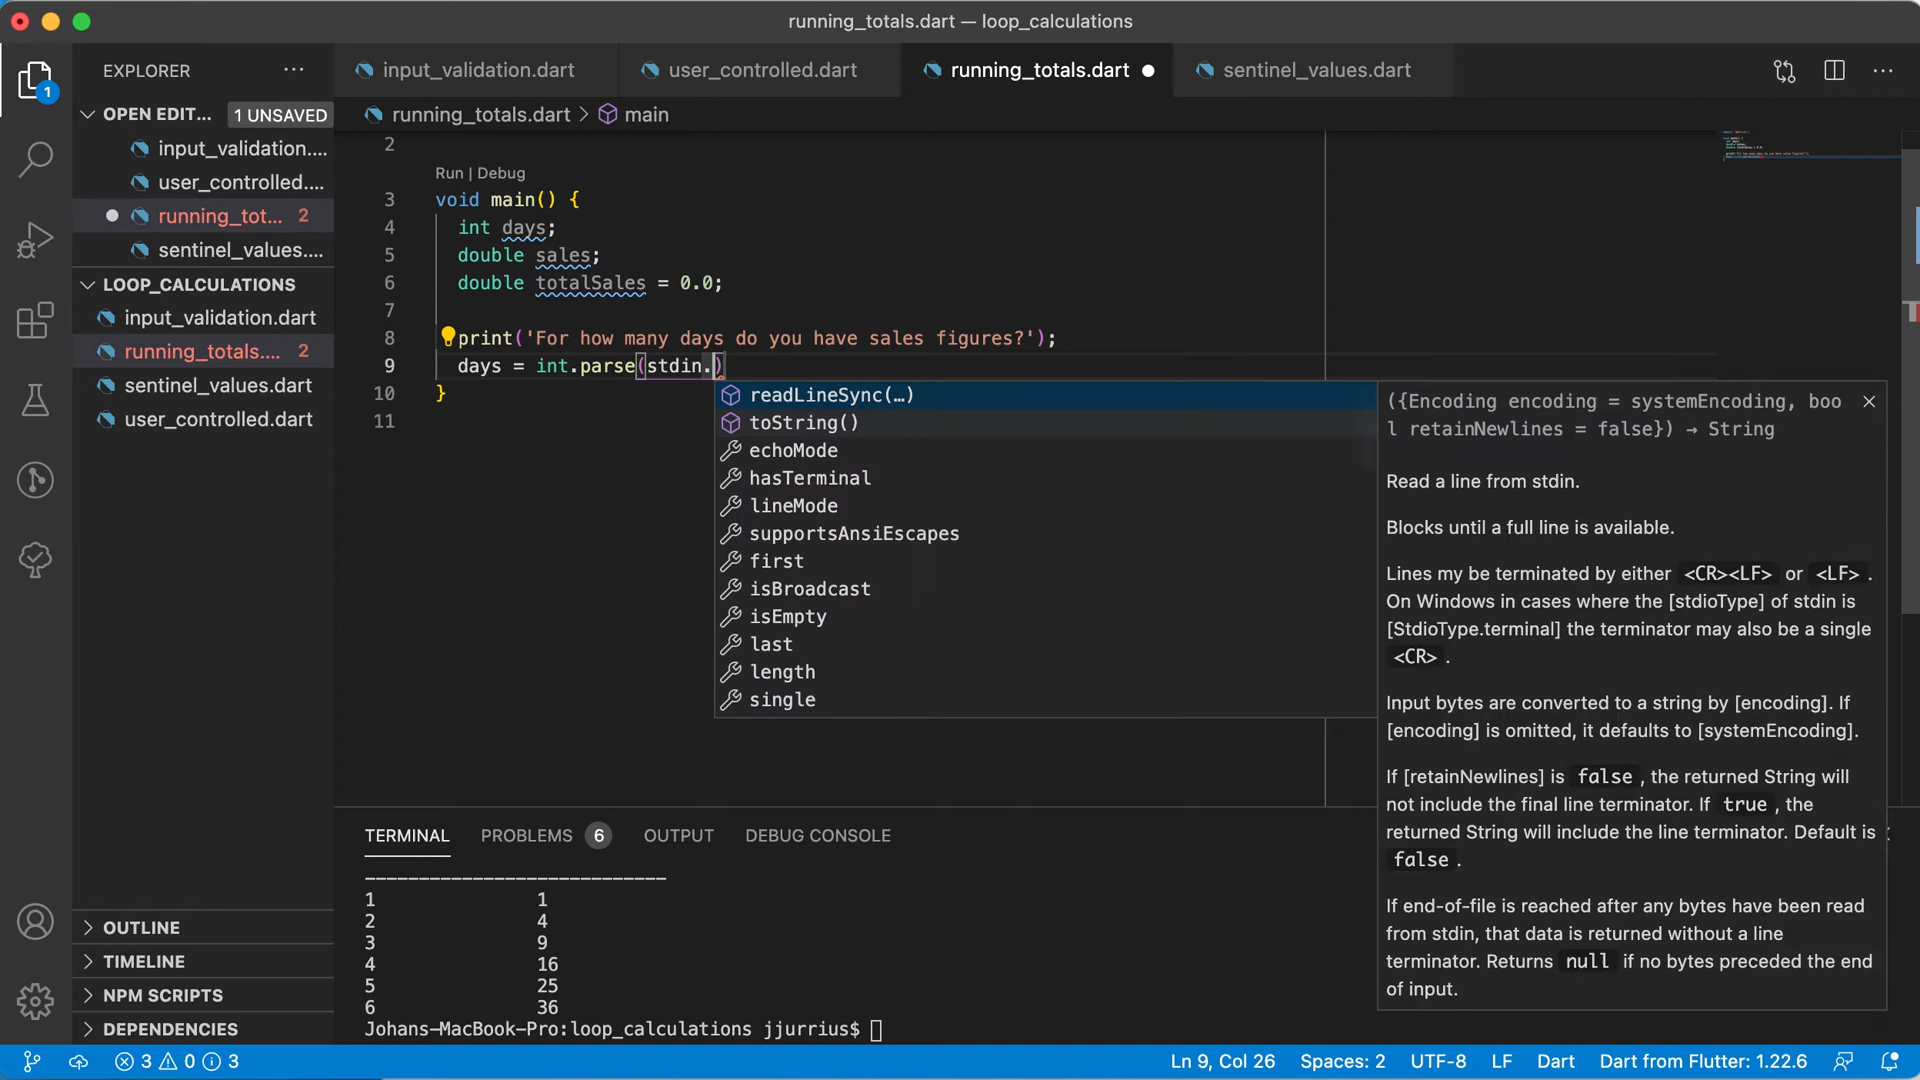 running_totals.dart — loop_calculations
EXPLORER
input_validation.dart
user_controlled.dart
running_totals.dart
sentinel_values.dart
OPEN EDIT...
1 UNSAVED
input_validation....
user_controlled....
running_tot... 2
sentinel_values....
LOOP_CALCULATIONS
input_validation.dart
running_totals.... 2
sentinel_values.dart
user_controlled.dart
OUTLINE
TIMELINE
NPM SCRIPTS
DEPENDENCIES
1
running_totals.dart > main
2
Run | Debug
3 void main() {
4 int days;
5 double sales;
6 double totalSales = 0.0;
7
8 print('For how many days do you have sales figures?');
9 days = int.parse(stdin.)
10 }
11
readLineSync(…)
toString()
echoMode
hasTerminal
lineMode
supportsAnsiEscapes
first
isBroadcast
isEmpty
last
length
single
({Encoding encoding = systemEncoding, boo
l retainNewlines = false}) → String
Read a line from stdin.
Blocks until a full line is available.
Lines my be terminated by either <CR><LF> or <LF> .
On Windows in cases where the [stdioType] of stdin is
[StdioType.terminal] the terminator may also be a single
<CR> .
Input bytes are converted to a string by [encoding]. If
[encoding] is omitted, it defaults to [systemEncoding].
If [retainNewlines] is false , the returned String will
not include the final line terminator. If true , the
returned String will include the line terminator. Default is
false .
If end-of-file is reached after any bytes have been read
from stdin, that data is returned without a line
terminator. Returns null if no bytes preceded the end
of input.
TERMINAL PROBLEMS 6 OUTPUT DEBUG CONSOLE
---------------------------
1 1
2 4
3 9
4 16
5 25
6 36
Johans-MacBook-Pro:loop_calculations jjurrius$
3 0 3
Ln 9, Col 26 Spaces: 2 UTF-8 LF Dart Dart from Flutter: 1.22.6